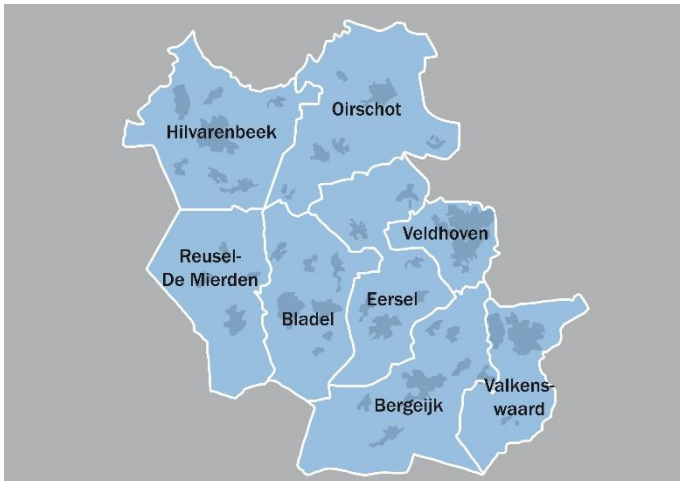 Oirschot
Hilvarenbeek
Veldhoven
Reusel-
De Mierden
Eersel
Bladel
Valkens-
waard
Bergeijk